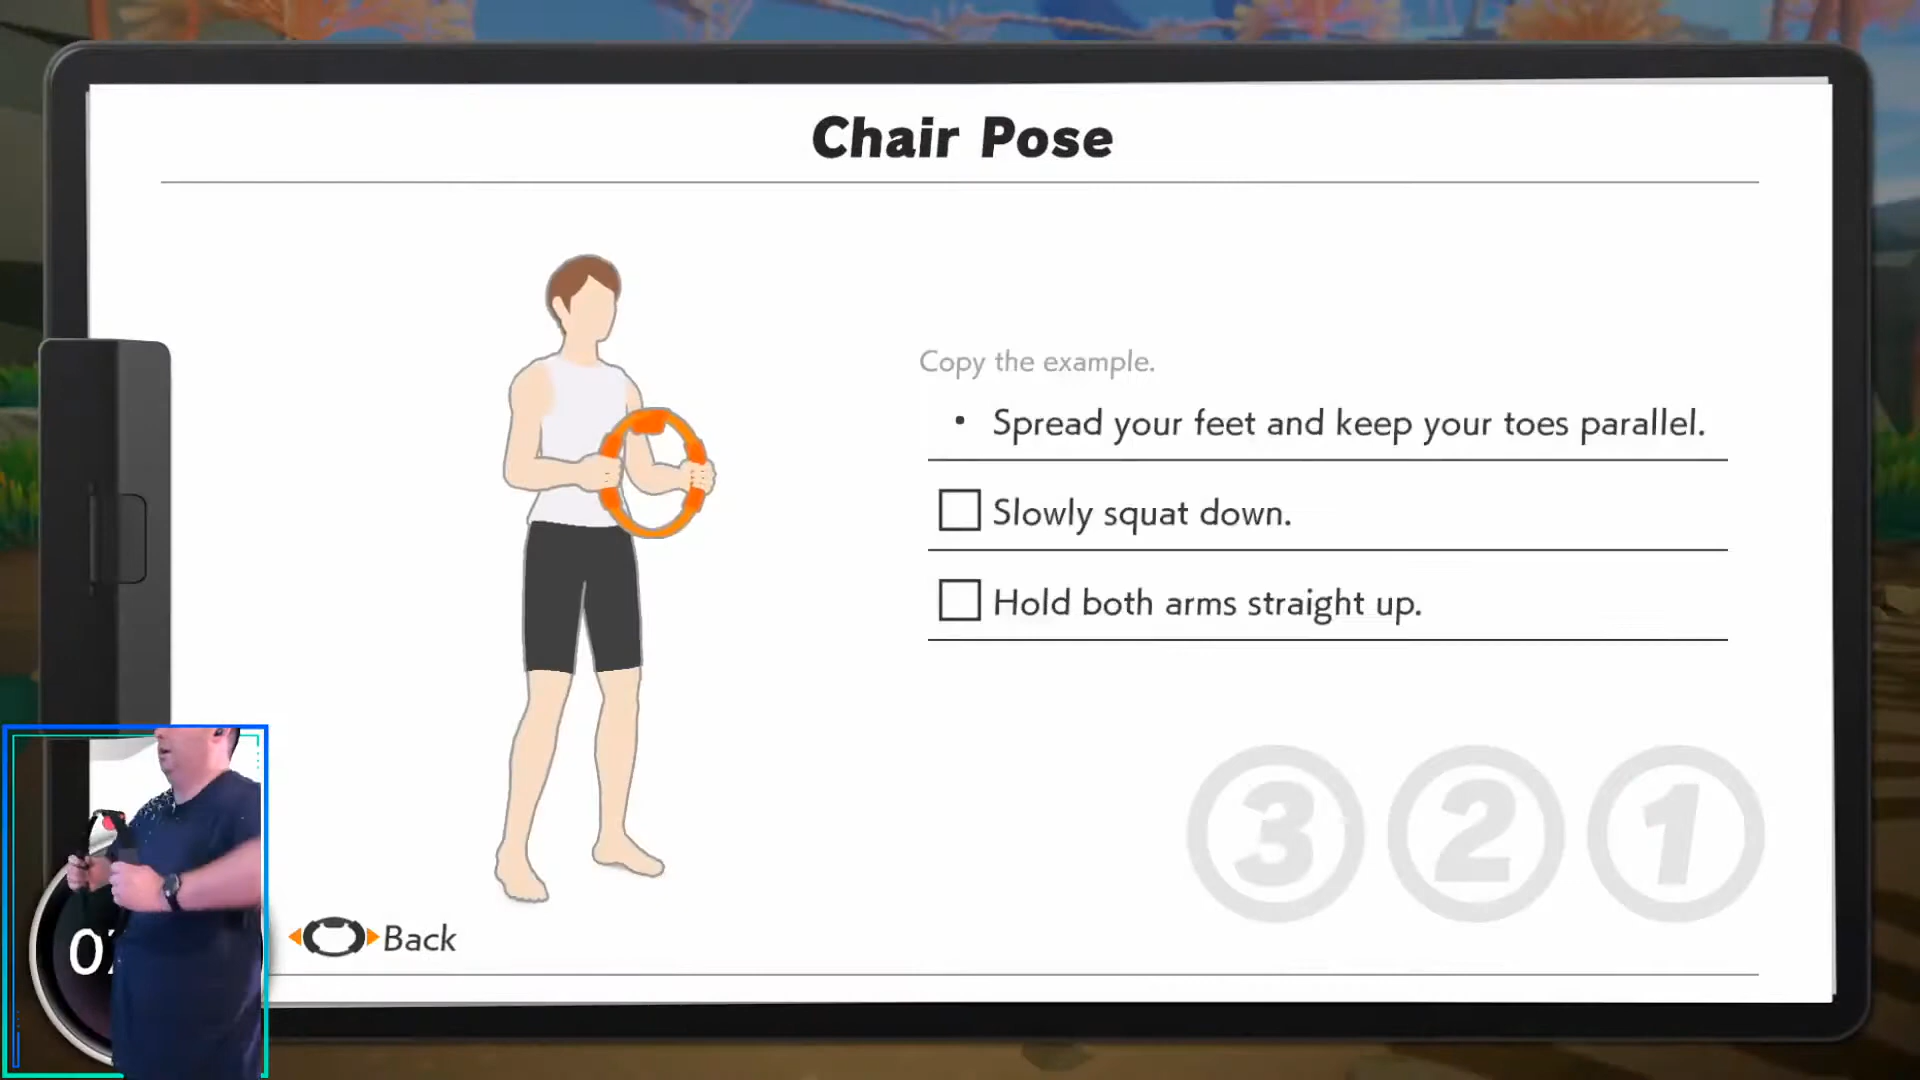 Chair Pose
Copy the example.
• Spread your feet and keep your toes parallel.
Slowly squat down.
Hold both arms straight up.
3 2 1
Back